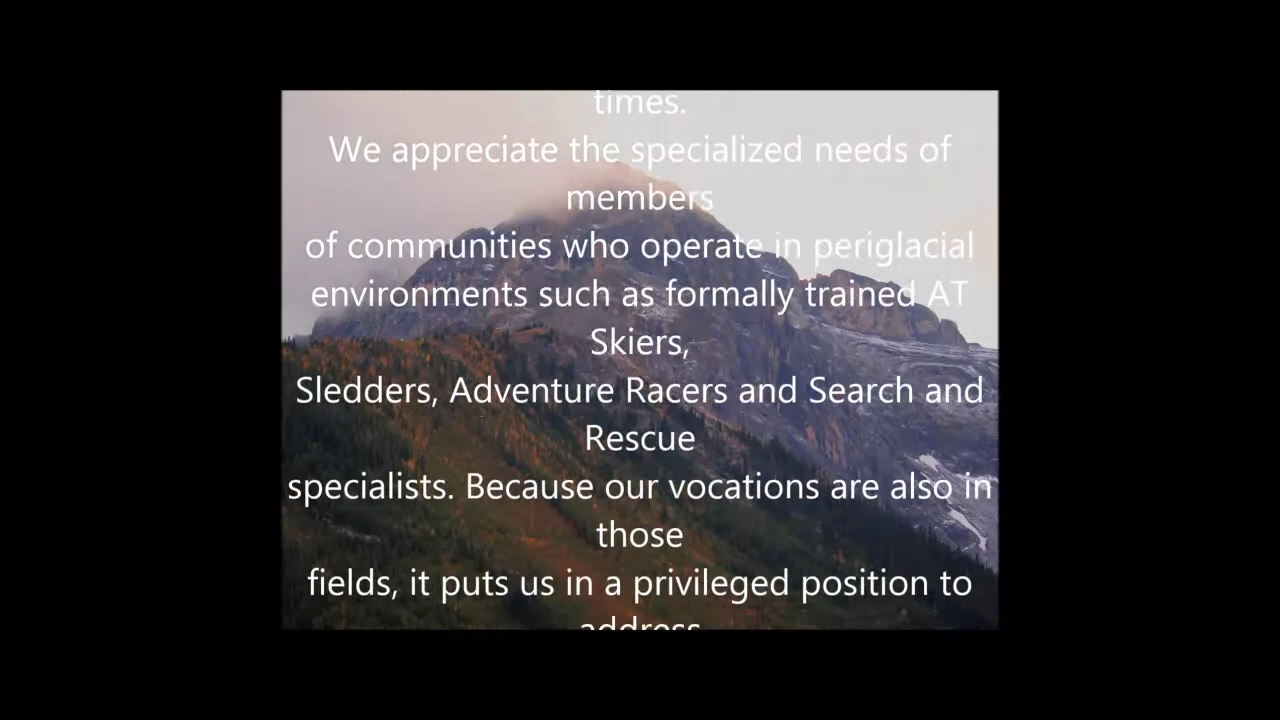 times.
We appreciate the specialized needs of
members
of communities who operate in periglacial
environments such as formally trained AT
Skiers,
Sledders, Adventure Racers and Search and
Rescue
specialists. Because our vocations are also in
those
fields, it puts us in a privileged position to
address